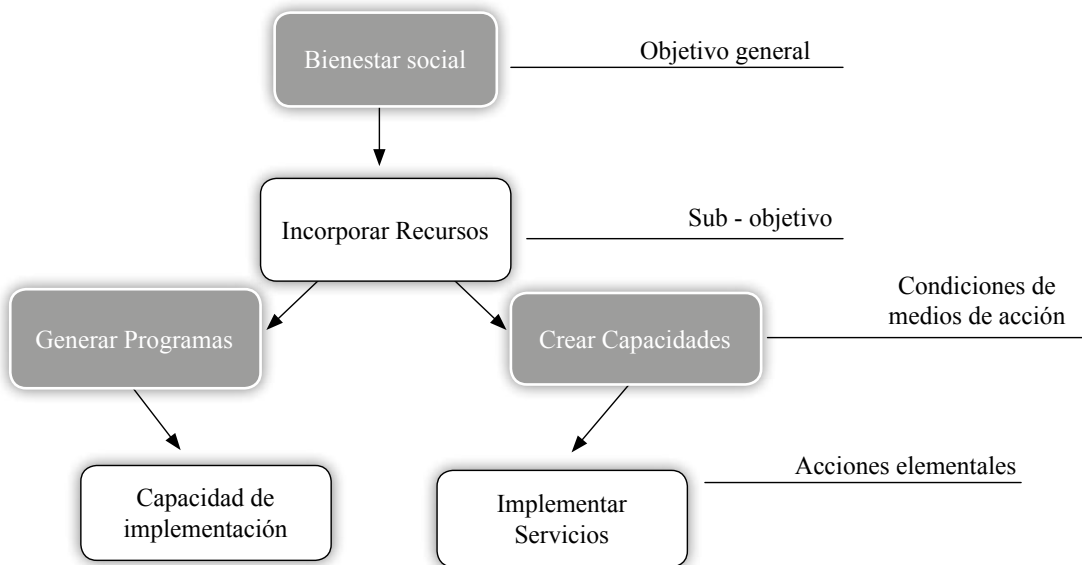 Bienestar social
Objetivo general
Incorporar Recursos
Sub - objetivo
Generar Programas
Crear Capacidades
Condiciones de
medios de acción
Capacidad de
implementación
Implementar
Servicios
Acciones elementales